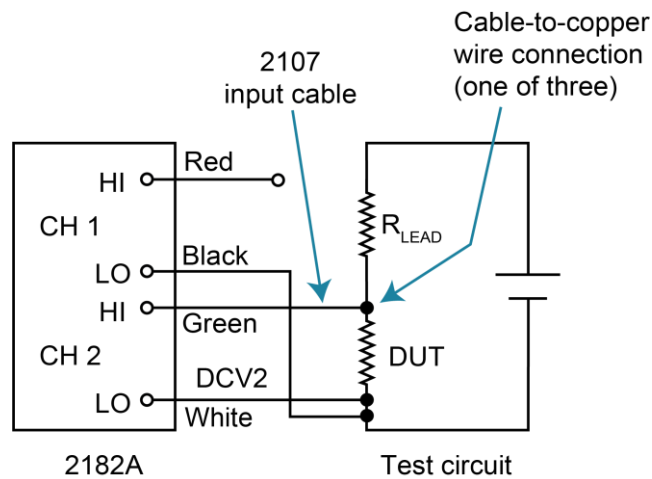 Cable-to-copper
wire connection
(one of three)
2107
input cable
HI
Red
CH 1
R_LEAD
LO
Black
HI
Green
CH 2
DUT
DCV2
LO
White
2182A
Test circuit